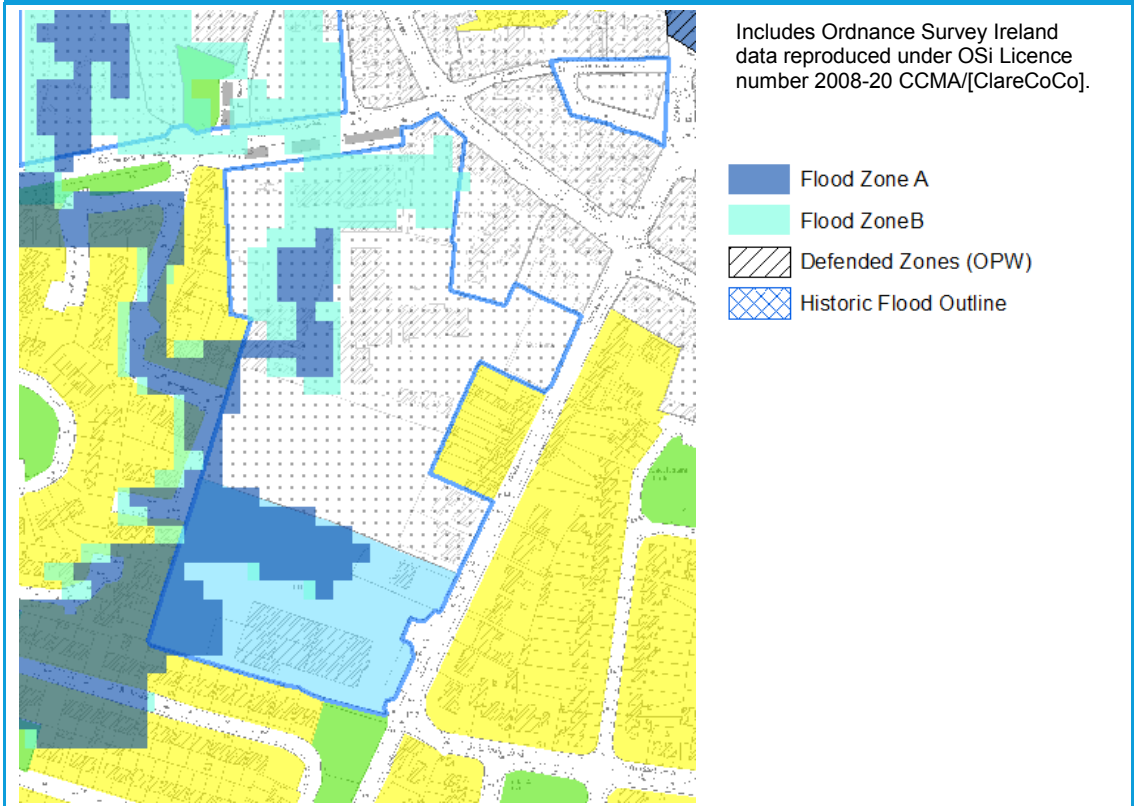 Includes Ordnance Survey Ireland
data reproduced under OSi Licence
number 2008-20 CCMA/[ClareCoCo].
Flood Zone A
Flood ZoneB
Defended Zones (OPW)
Historic Flood Outline